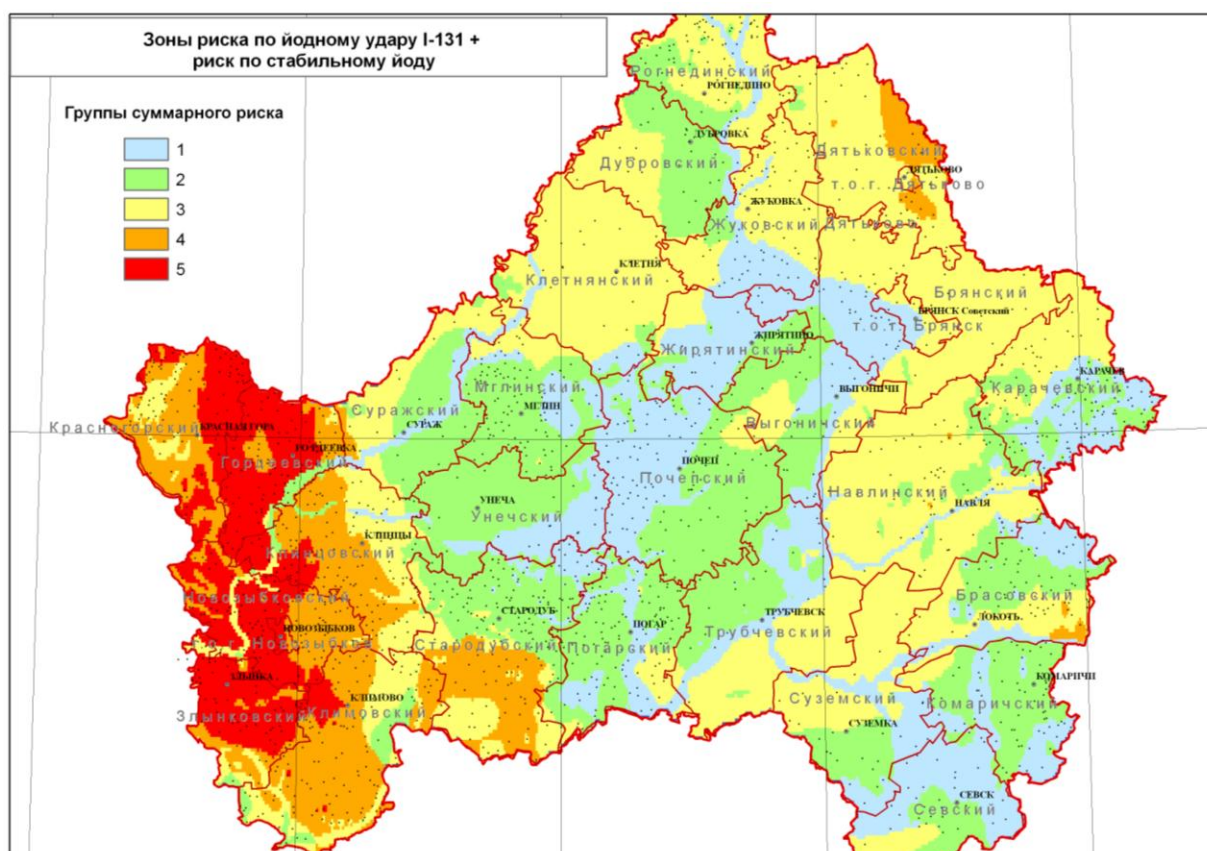 Зоны риска по йодному удару I-131 +
риск по стабильному йоду
Группы суммарного риска
1
2
3
4
5
Рогнединский
РОГНЕДИНО
ДУБРОВКА
Дубровский
Дятьковский
ДЯТЬКОВО
т.о.г. Дятьково
ЖУКОВКА
Жуковский
Дятьково
КЛЕТНЯ
Клетнянский
Брянский
БРЯНСК Советский
т.о.г. Брянск
ЖИРЯТИНО
Жирятинский
КАРАЧЕВ
Карачевский
Мглинский
МГЛИН
ВЫГОНИЧИ
Выгоничский
Суражский
СУРАЖ
Красногорский
КРАСНАЯ ГОРА
ГОРДЕЕВКА
Гордеевский
ПОЧЕП
Почепский
УНЕЧА
Унечский
Навлинский
НАВЛЯ
КЛИНЦЫ
Клинцовский
Новозыбковский
НОВОЗЫБКОВ
т.о.г. Новозыбков
СТАРОДУБ
Стародубский
ПОГАР
Погарский
ТРУБЧЕВСК
Трубчевский
Брасовский
ЛОКОТЬ
ЗЛЫНКА
Злынковский
КЛИМОВО
Климовский
Суземский
СУЗЕМКА
КОМАРИЧИ
Комаричский
СЕВСК
Севский